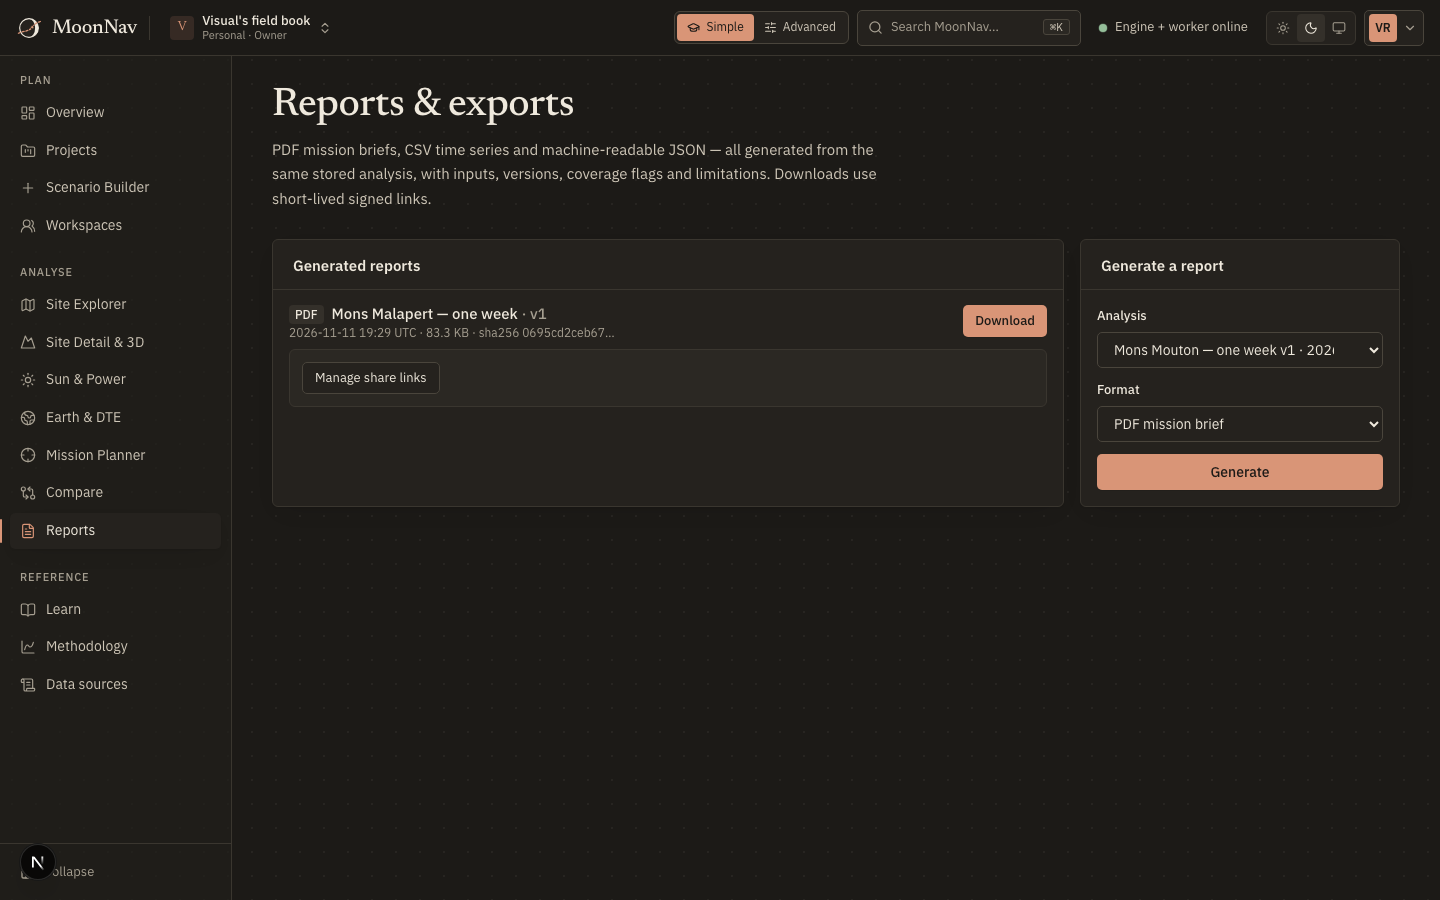 MoonNav
V
Visual's field book
Personal · Owner
Simple
Advanced
Search MoonNav...
⌘K
Engine + worker online
VR
PLAN
Overview
Projects
Scenario Builder
Workspaces
ANALYSE
Site Explorer
Site Detail & 3D
Sun & Power
Earth & DTE
Mission Planner
Compare
Reports
REFERENCE
Learn
Methodology
Data sources
N
ollapse
Reports & exports
PDF mission briefs, CSV time series and machine-readable JSON — all generated from the
same stored analysis, with inputs, versions, coverage flags and limitations. Downloads use
short-lived signed links.
Generated reports
PDF Mons Malapert — one week · v1
2026-11-11 19:29 UTC · 83.3 KB · sha256 0695cd2ceb67...
Download
Manage share links
Generate a report
Analysis
Mons Mouton — one week v1 · 202
Format
PDF mission brief
Generate